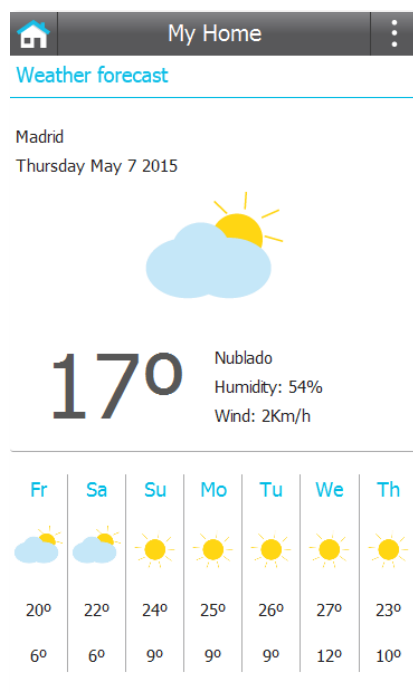 My Home
Weather forecast
Madrid
Thursday May 7 2015
17º
Nublado
Humidity: 54%
Wind: 2Km/h
Fr Sa Su Mo Tu We Th
20º 22º 24º 25º 26º 27º 23º
6º 6º 9º 9º 9º 12º 10º